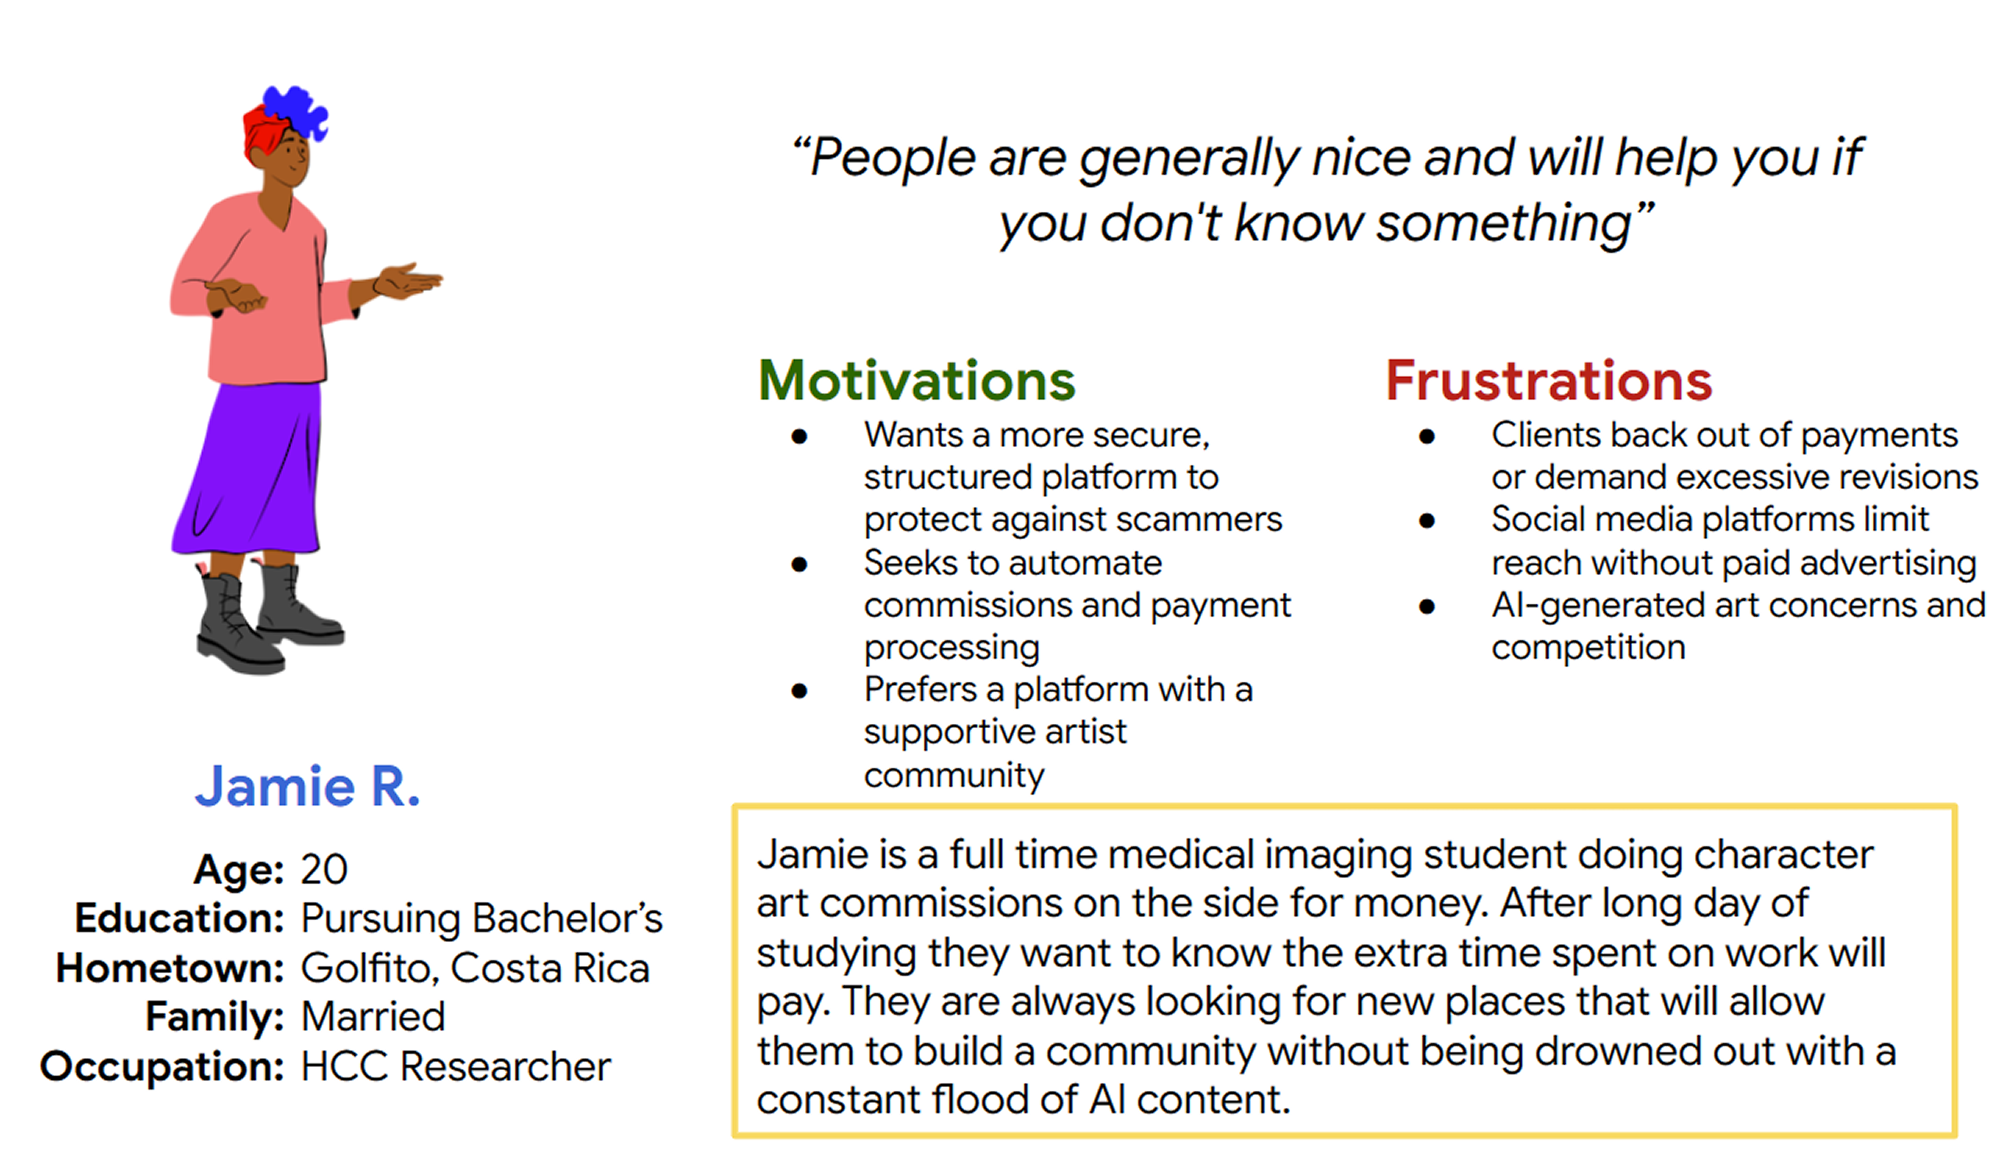 “People are generally nice and will help you if
you don't know something”
Motivations
● Wants a more secure,
structured platform to
protect against scammers
● Seeks to automate
commissions and payment
processing
● Prefers a platform with a
supportive artist
community
Frustrations
● Clients back out of payments
or demand excessive revisions
● Social media platforms limit
reach without paid advertising
● AI-generated art concerns and
competition
Jamie R.
Age: 20
Education: Pursuing Bachelor’s
Hometown: Golfito, Costa Rica
Family: Married
Occupation: HCC Researcher
Jamie is a full time medical imaging student doing character
art commissions on the side for money. After long day of
studying they want to know the extra time spent on work will
pay. They are always looking for new places that will allow
them to build a community without being drowned out with a
constant flood of AI content.